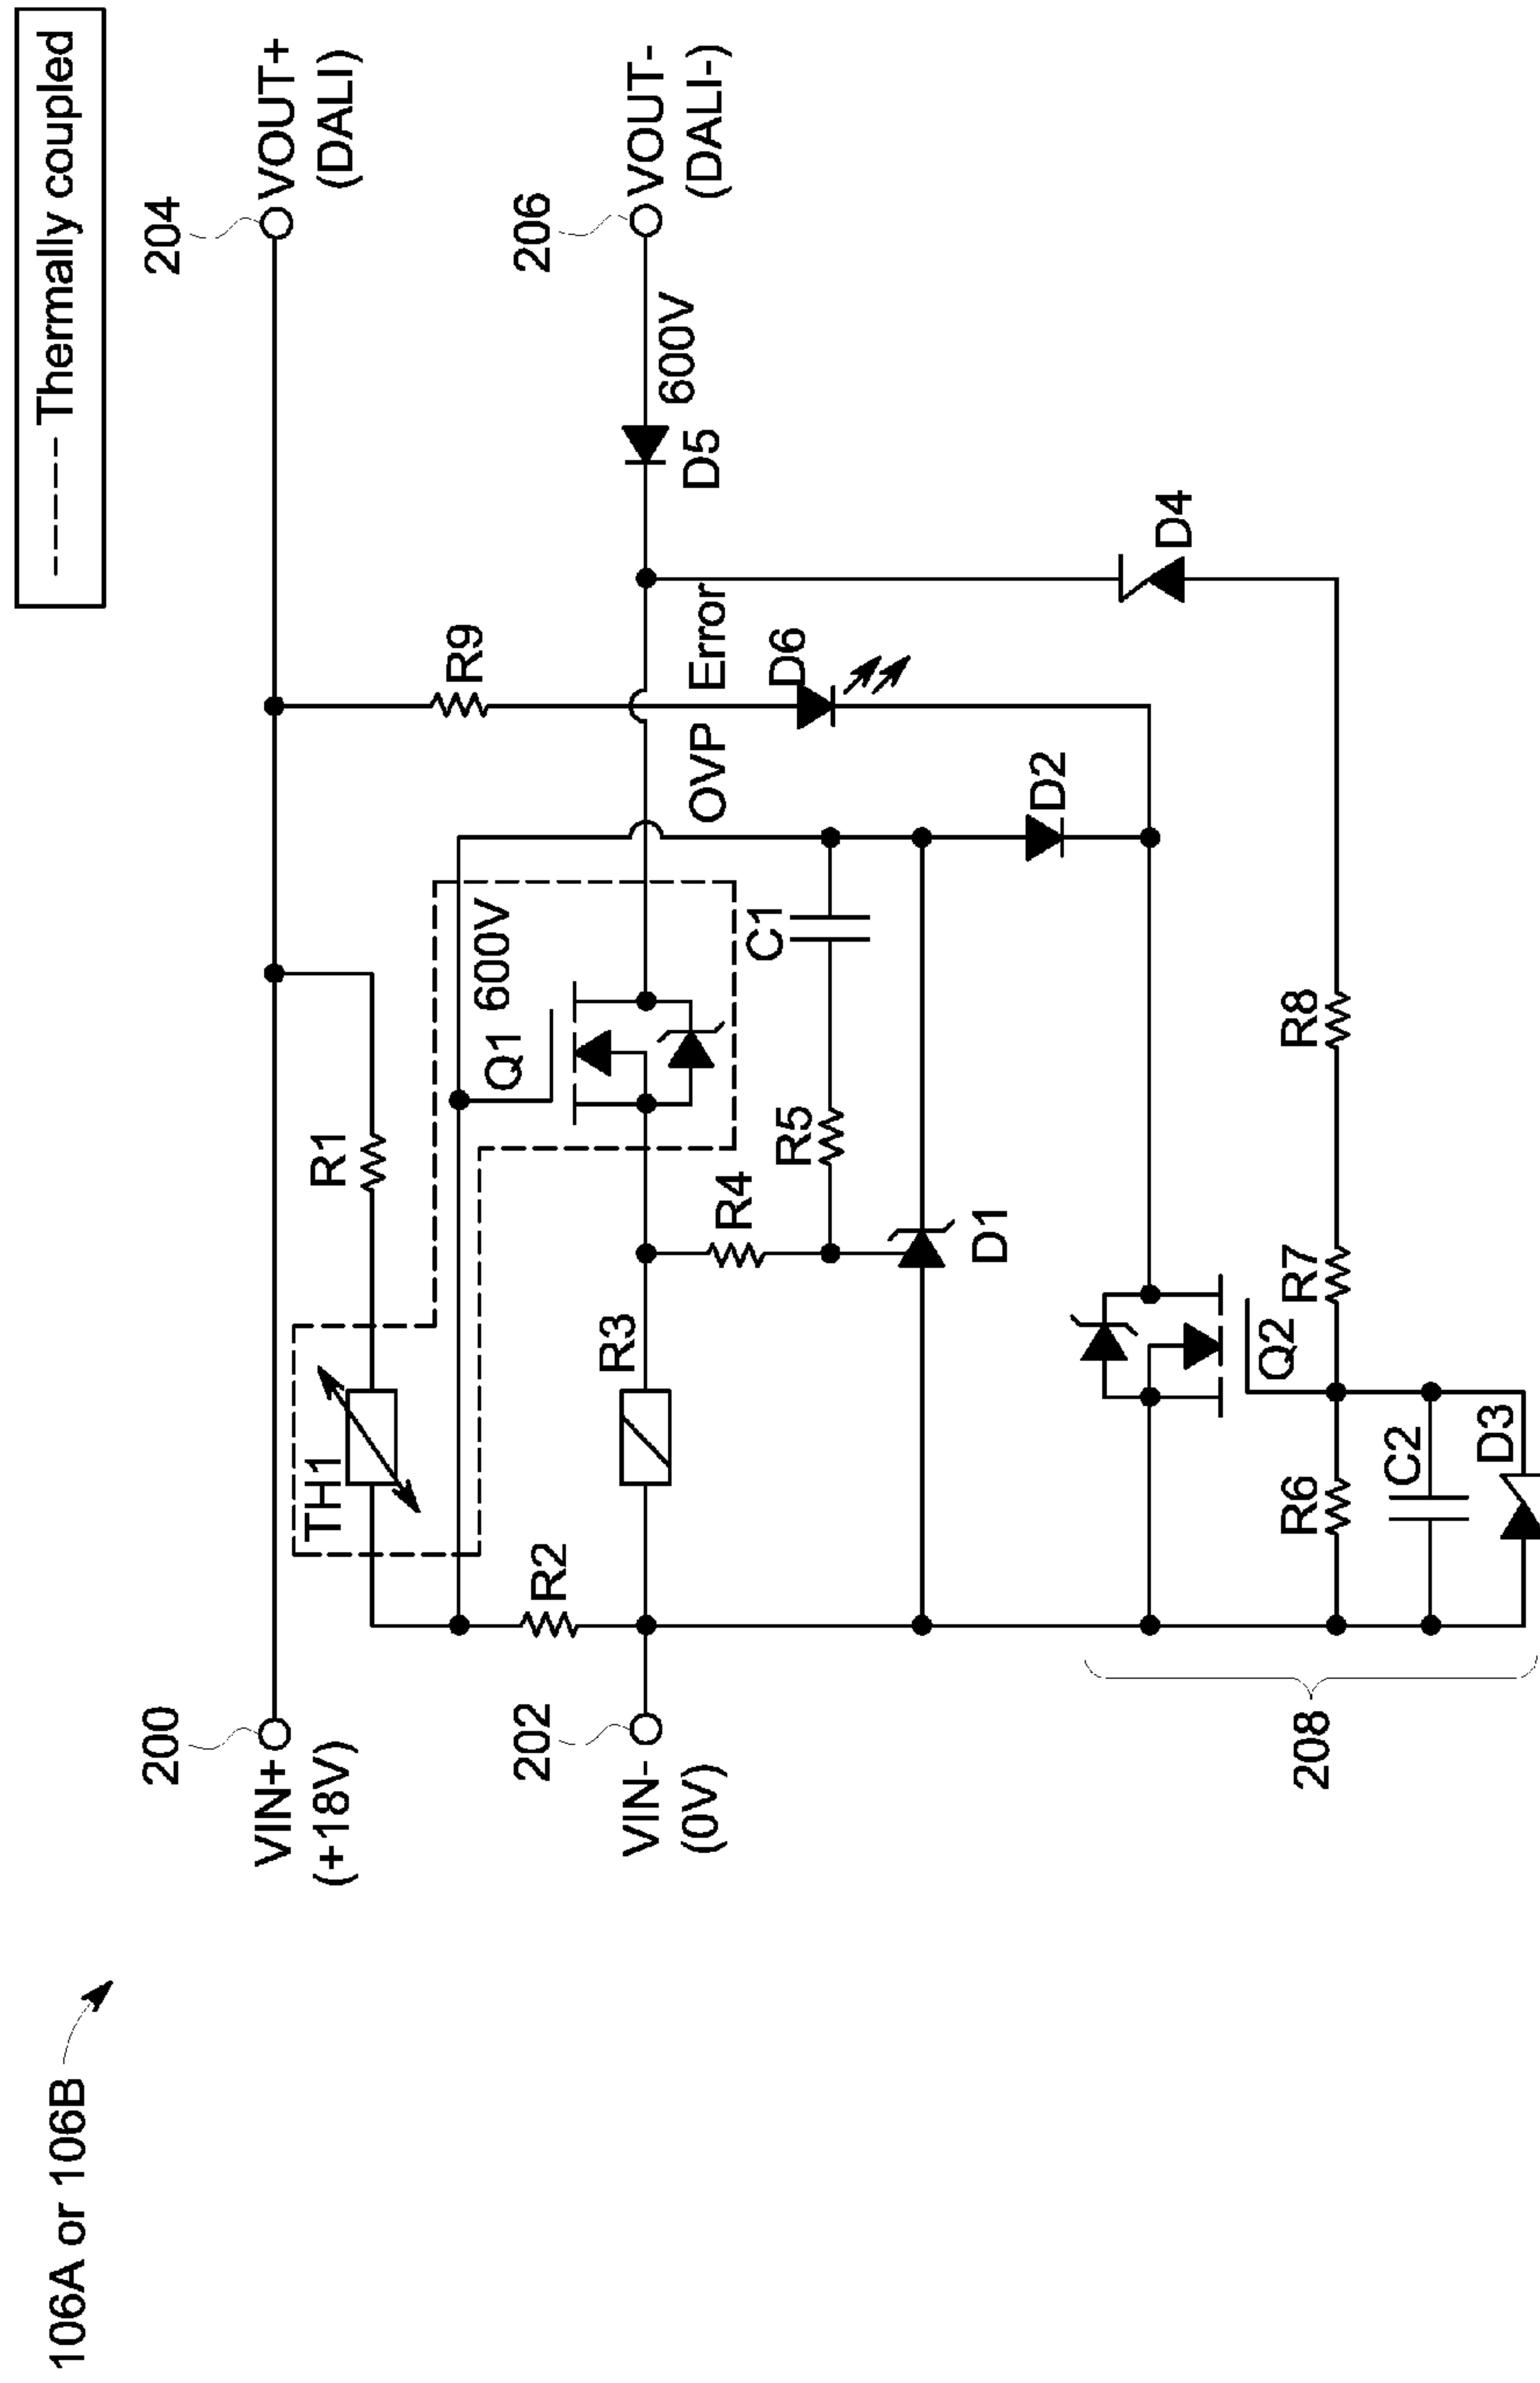 106A or 106B
----- Thermally coupled
200
VIN+
(+18V)
204
VOUT+
(DALI)
TH1
R1
R9
202
VIN-
(0V)
206
VOUT-
(DALI-)
R2
R3
Q1
600V
600V
D5
OVP Error
R4
R5
C1
D6
D1
D2
D4
Q2
208
R6
R7
R8
C2
D3